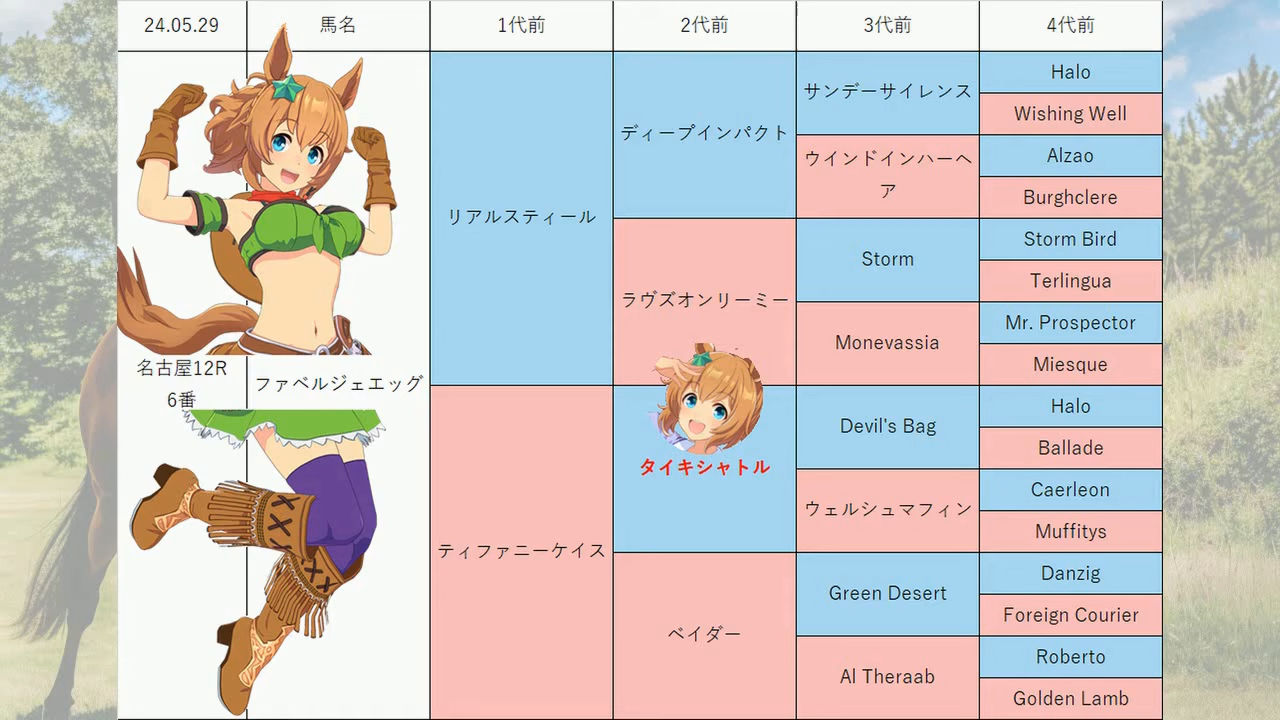 24.05.29
馬名
1代前
2代前
3代前
4代前
名古屋12R
6番
ファベルジェエッグ
リアルスティール
ティファニーケイス
ディープインパクト
ラヴズオンリーミー
タイキシャトル
ベイダー
サンデーサイレンス
ウインドインハーヘ
ア
Storm
Monevassia
Devil's Bag
ウェルシュマフィン
Green Desert
Al Theraab
Halo
Wishing Well
Alzao
Burghclere
Storm Bird
Terlingua
Mr. Prospector
Miesque
Halo
Ballade
Caerleon
Muffitys
Danzig
Foreign Courier
Roberto
Golden Lamb